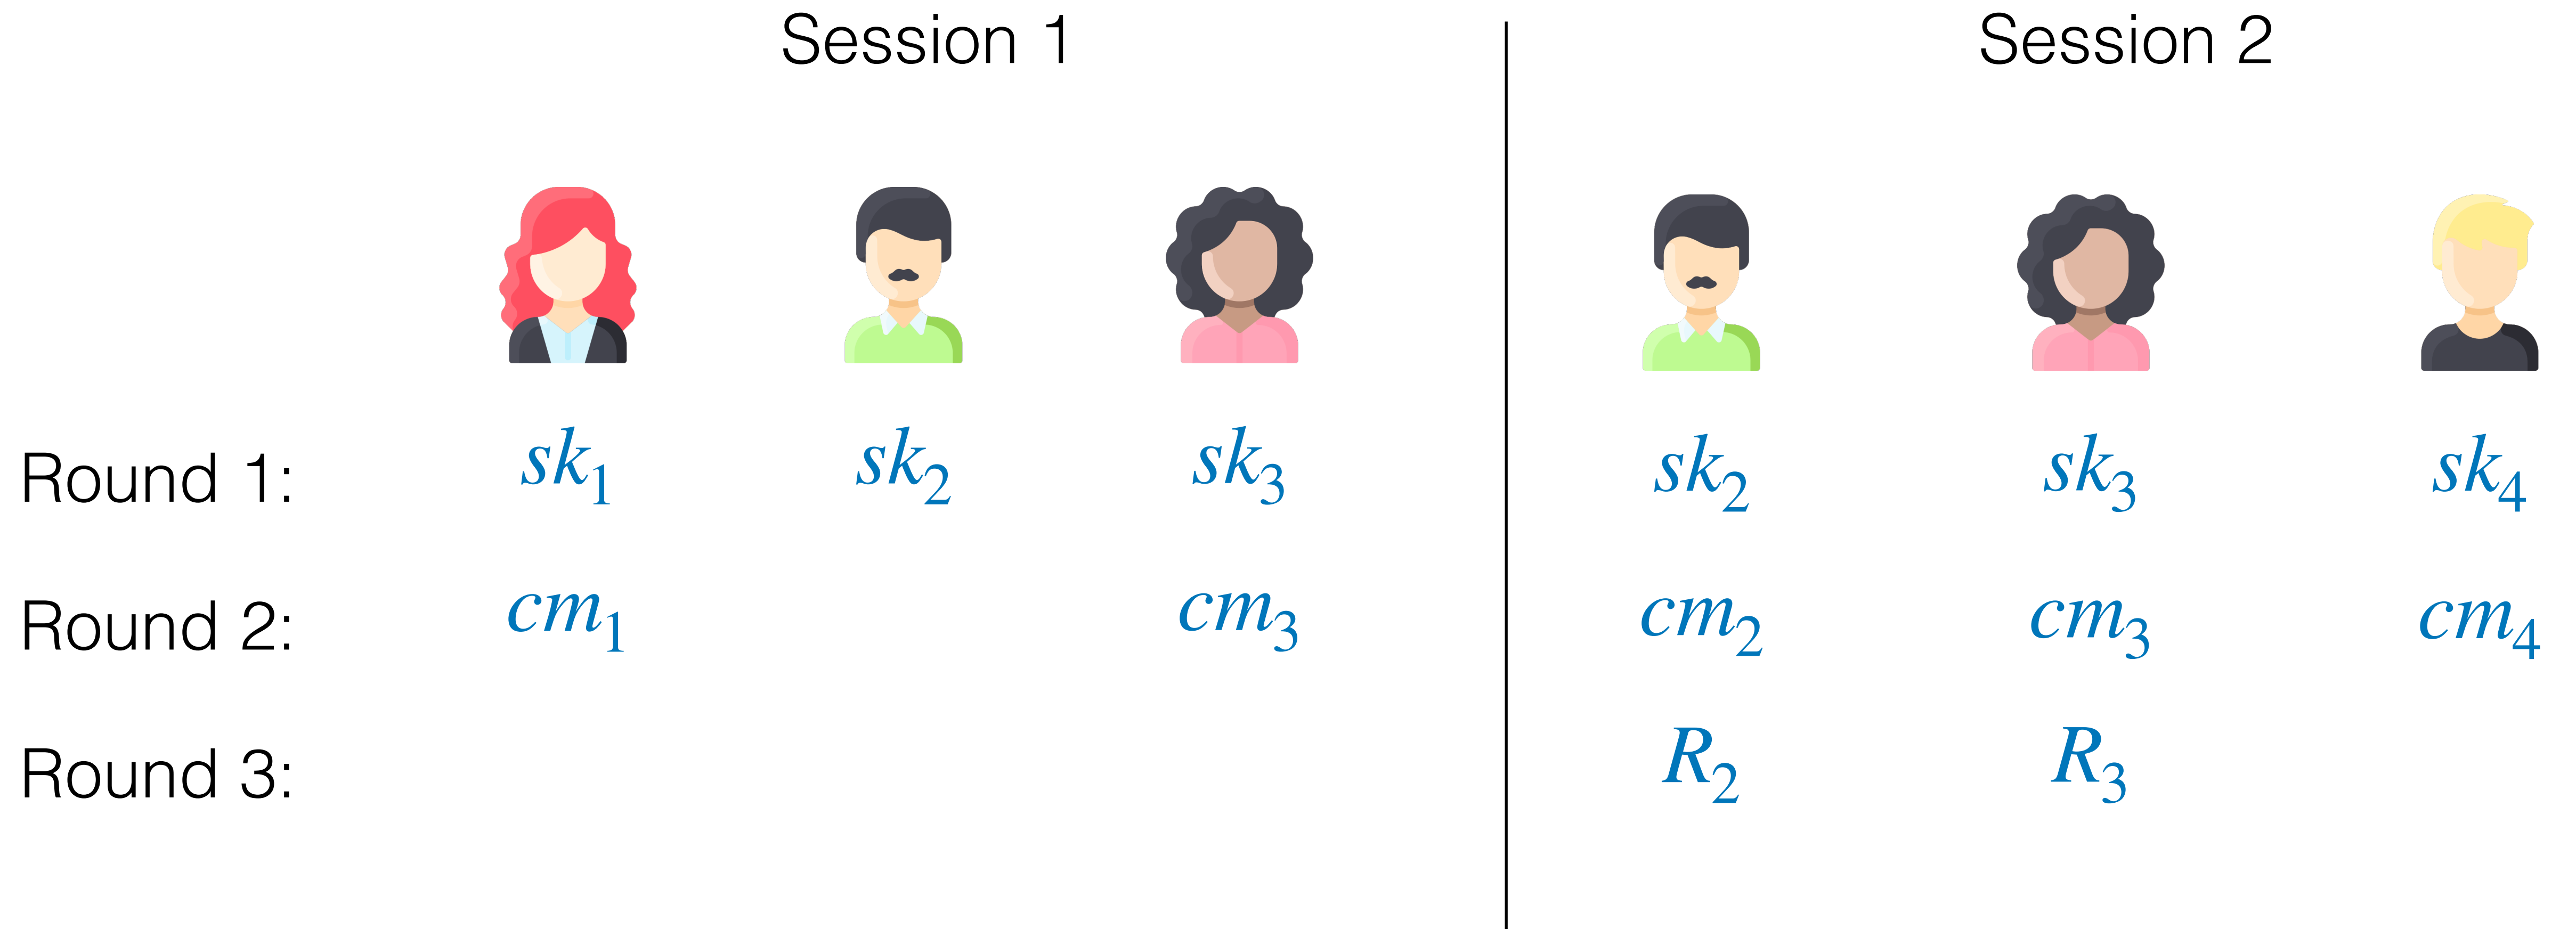 Session 1 Session 2
Round 1: sk₁ sk₂ sk₃ sk₂ sk₃ sk₄
Round 2: cm₁ cm₃ cm₂ cm₃ cm₄
Round 3: R₂ R₃